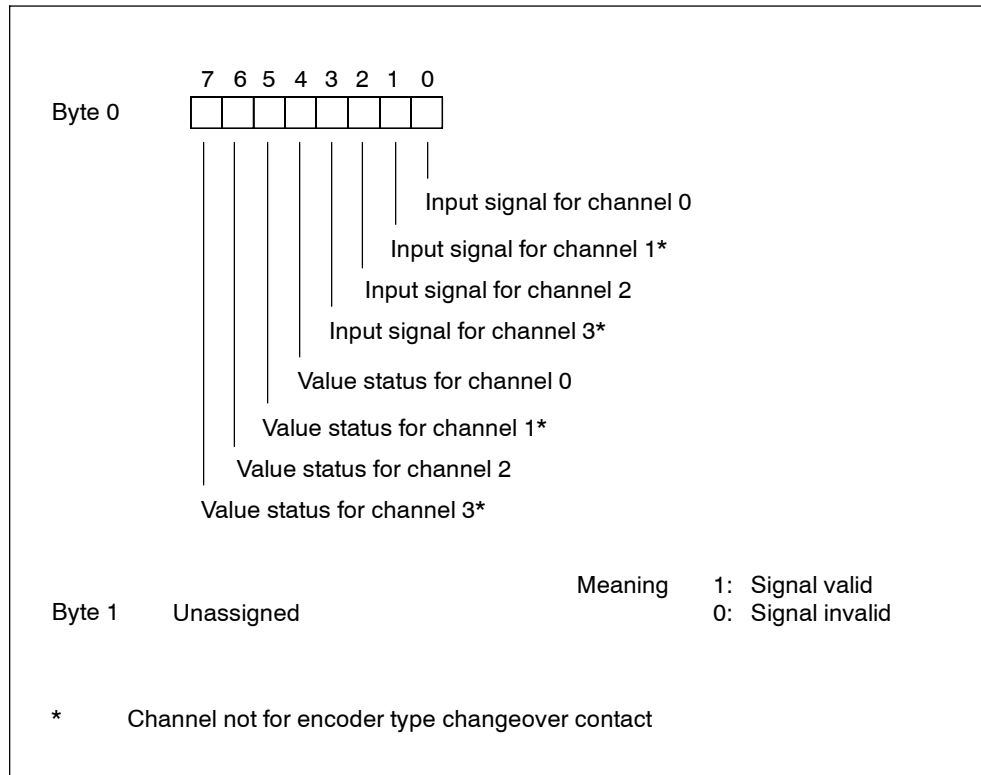 7 6 5 4 3 2 1 0
Byte 0
Input signal for channel 0
Input signal for channel 1*
Input signal for channel 2
Input signal for channel 3*
Value status for channel 0
Value status for channel 1*
Value status for channel 2
Value status for channel 3*
Meaning 1: Signal valid
Byte 1 Unassigned 0: Signal invalid
* Channel not for encoder type changeover contact